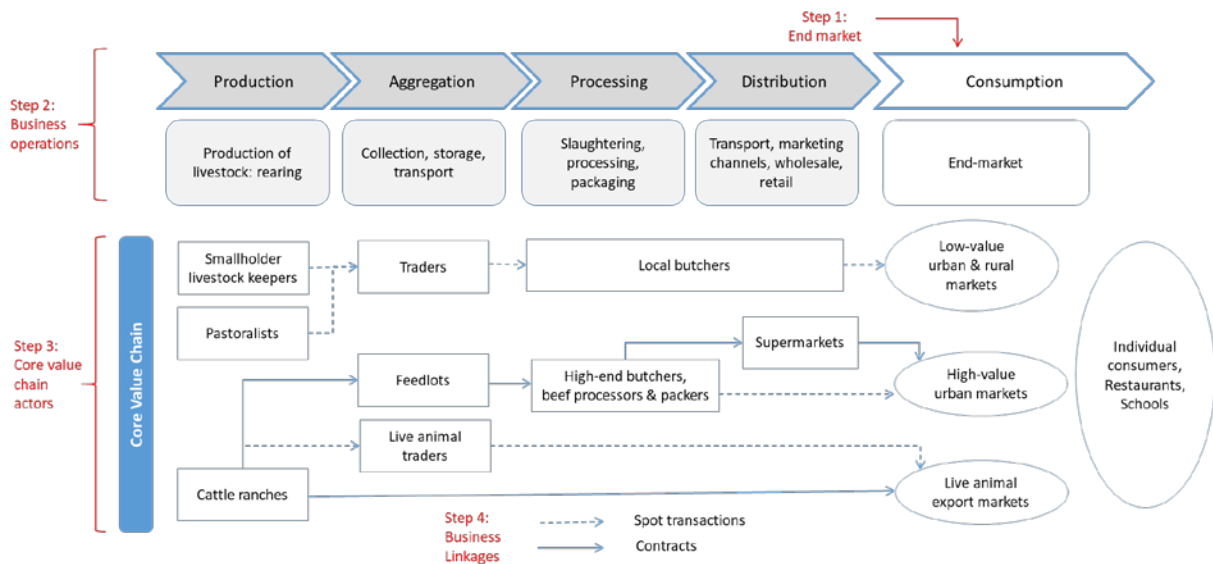 Step 1:
End market
Production
Aggregation
Processing
Distribution
Consumption
Step 2:
Business
operations
Production of
livestock: rearing
Collection, storage,
transport
Slaughtering,
processing,
packaging
Transport, marketing
channels, wholesale,
retail
End-market
Step 3:
Core value
chain
actors
Core Value Chain
Smallholder
livestock keepers
Traders
Local butchers
Low-value
urban & rural
markets
Pastoralists
Supermarkets
Feedlots
High-end butchers,
beef processors & packers
High-value
urban markets
Individual
consumers,
Restaurants,
Schools
Live animal
traders
Cattle ranches
Live animal
export markets
Step 4:
Business
Linkages
Spot transactions
Contracts